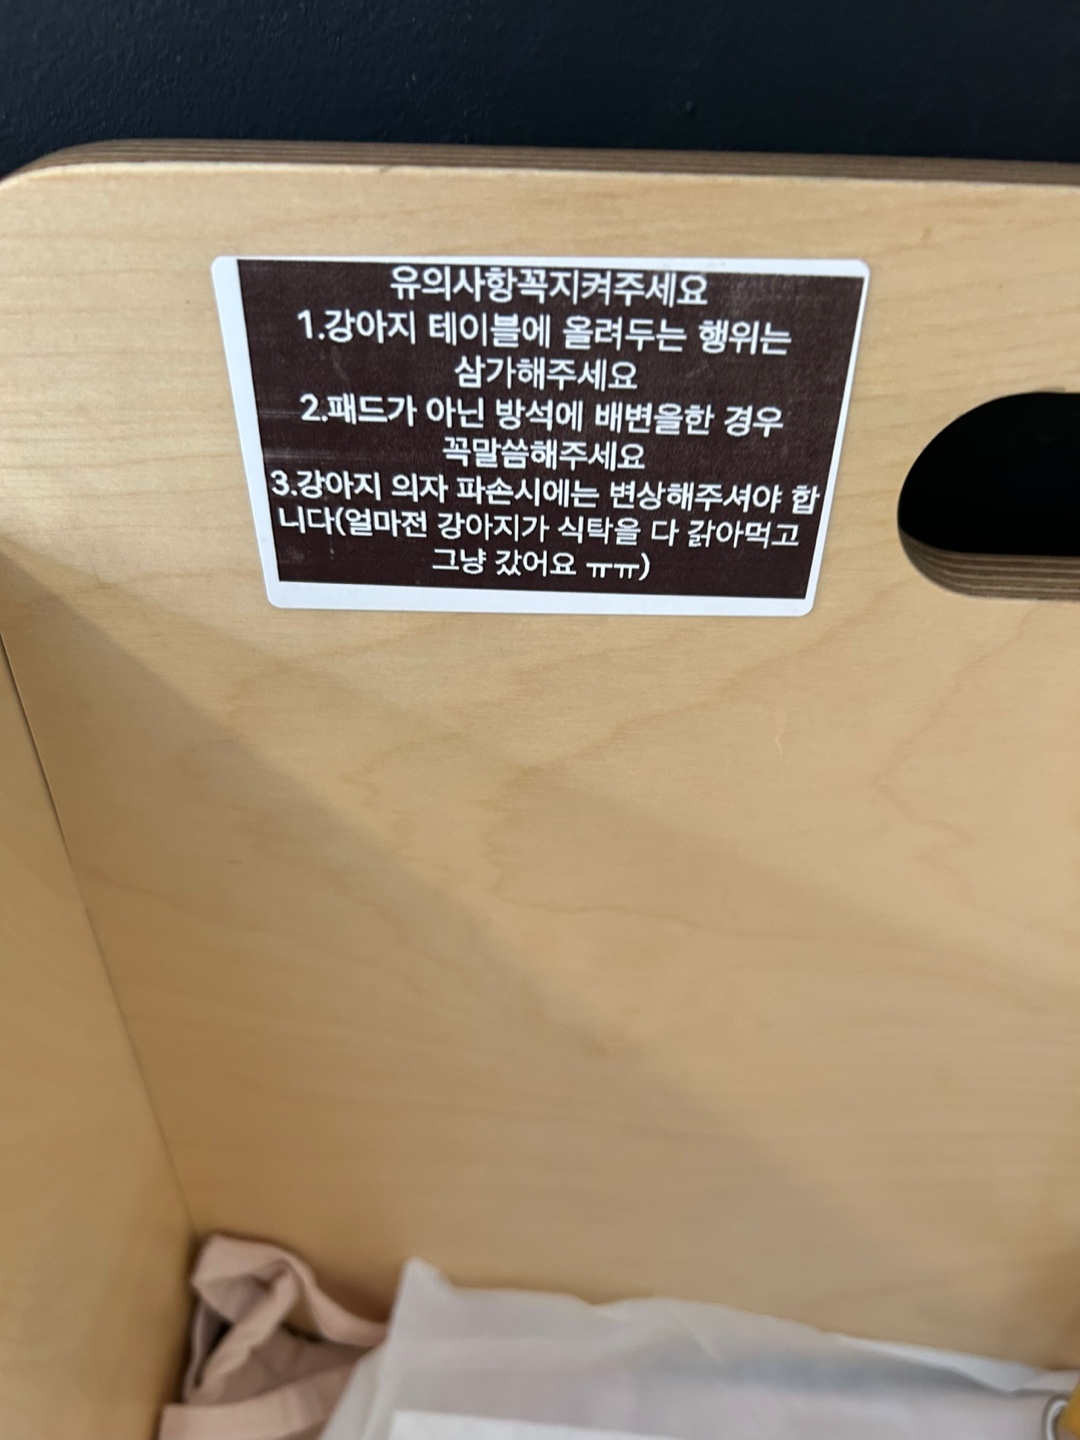 유의사항꼭지켜주세요
1.강아지 테이블에 올려두는 행위는
삼가해주세요
2.패드가 아닌 방석에 배변을한 경우
꼭말씀해주세요
3.강아지 의자 파손시에는 변상해주셔야 합
니다(얼마전 강아지가 식탁을 다 갉아먹고
그냥 갔어요 ㅠㅠ)